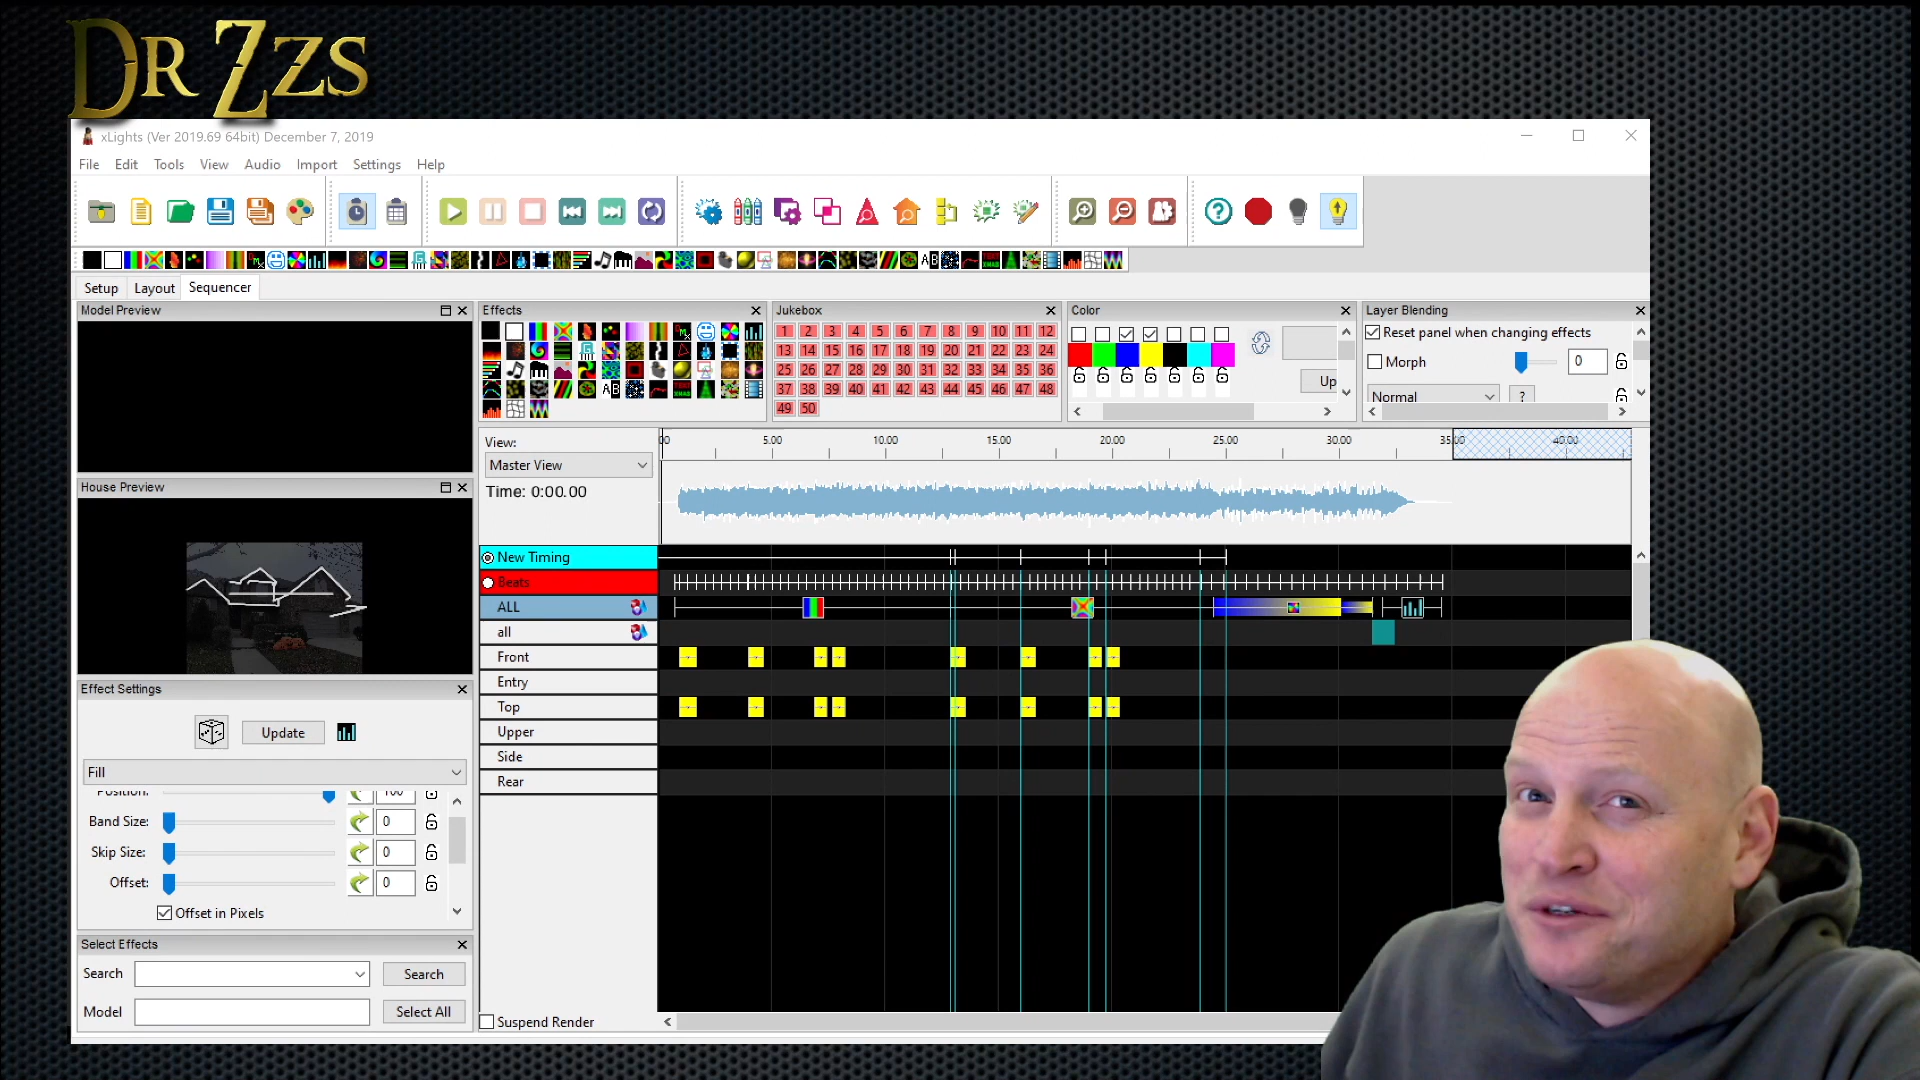 DR ZZS
xLights (Ver 2019.69 64bit) December 7, 2019
File Edit Tools View Audio Import Settings Help
Setup Layout Sequencer
Model Preview
Effects
Jukebox
1 2 3 4 5 6 7 8 9 10 11 12
13 14 15 16 17 18 19 20 21 22 23 24
25 26 27 28 29 30 31 32 33 34 35 36
37 38 39 40 41 42 43 44 45 46 47 48
49 50
Color
Up
Layer Blending
Reset panel when changing effects
Morph 0
Normal ?
View:
Master View
Time: 0:00.00
00 5.00 10.00 15.00 20.00 25.00 30.00 35.00 40.00
House Preview
New Timing
Beats
ALL
all
Front
Entry
Top
Upper
Side
Rear
Effect Settings
Update
Fill
Position: 100
Band Size: 0
Skip Size: 0
Offset: 0
Offset in Pixels
Select Effects
Search Search
Model Select All
Suspend Render